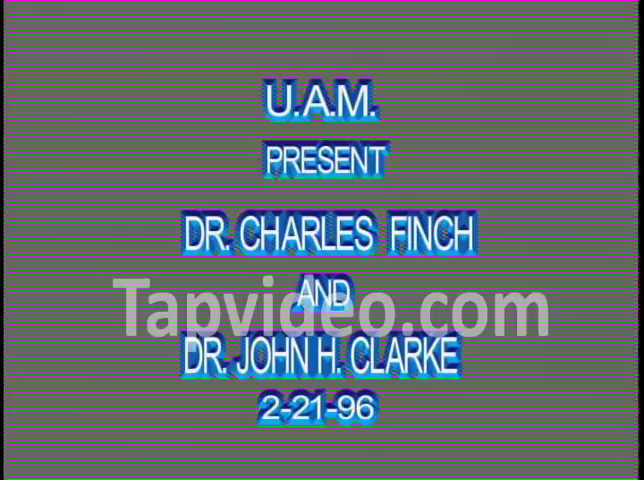 U.A.M.
PRESENT
DR. CHARLES FINCH
AND
Tapvideo.com
DR. JOHN H. CLARKE
2-21-96